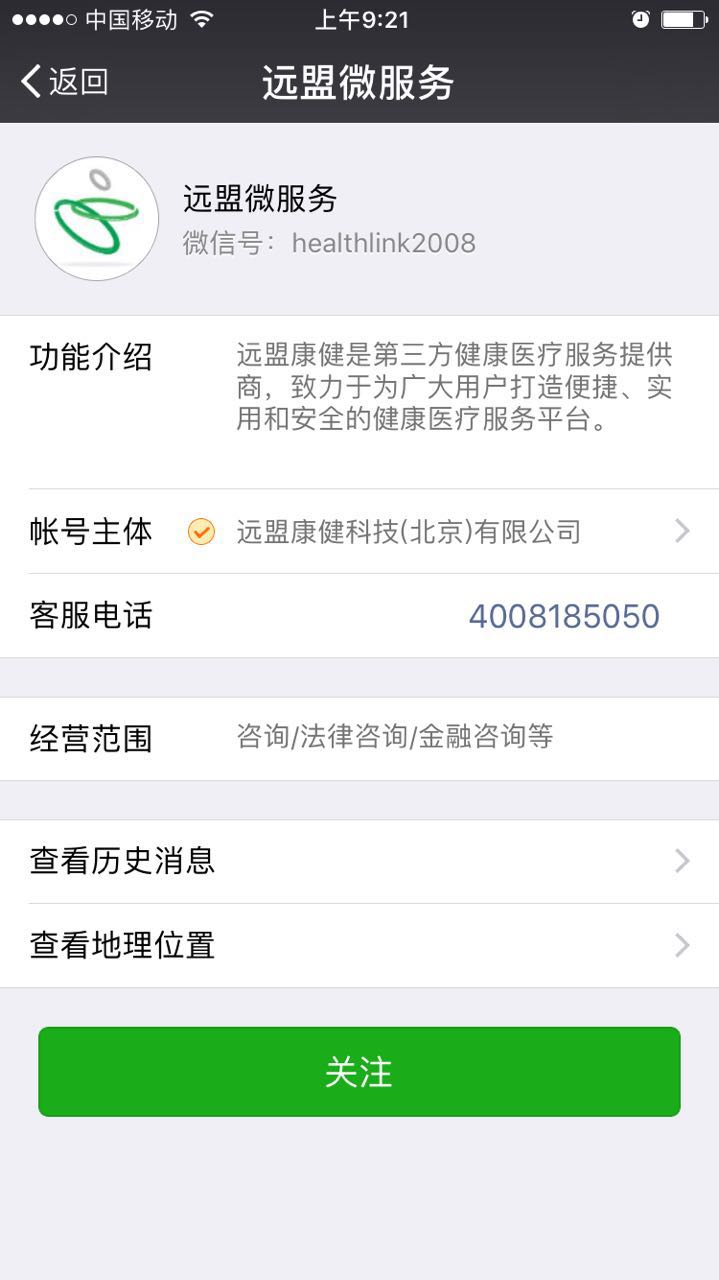 中国移动 上午9:21
返回 远盟微服务
远盟微服务
微信号：healthlink2008
功能介绍 远盟康健是第三方健康医疗服务提供
商，致力于为广大用户打造便捷、实
用和安全的健康医疗服务平台。
帐号主体 远盟康健科技(北京)有限公司
客服电话 4008185050
经营范围 咨询/法律咨询/金融咨询等
查看历史消息
查看地理位置
关注